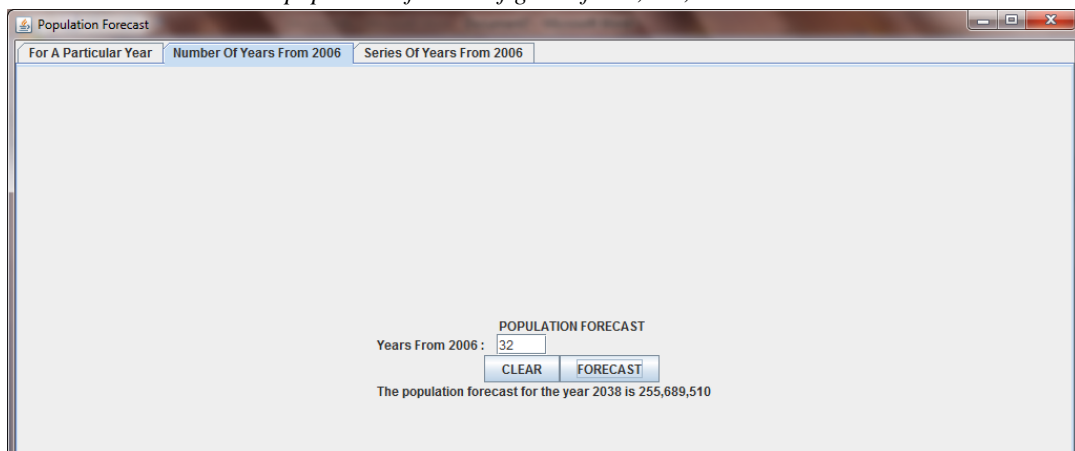 Population Forecast
For A Particular Year Number Of Years From 2006 Series Of Years From 2006
POPULATION FORECAST
Years From 2006 : 32
CLEAR FORECAST
The population forecast for the year 2038 is 255,689,510